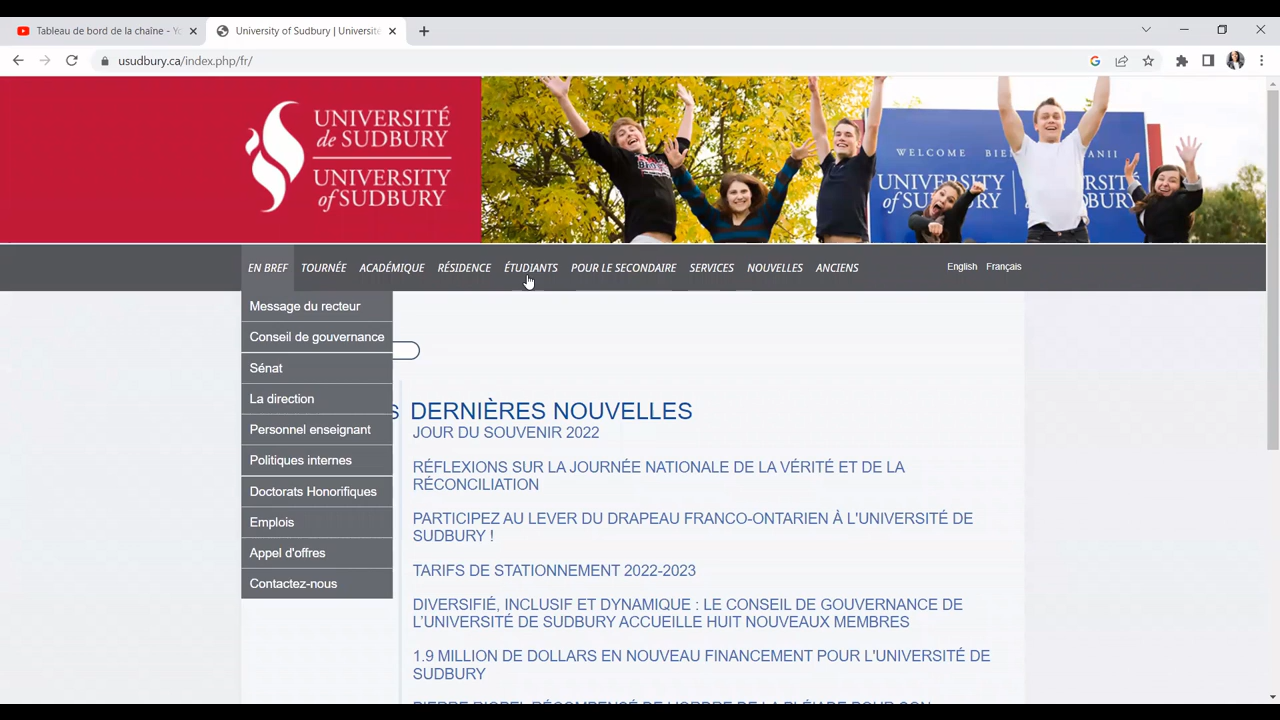 Tableau de bord de la chaîne - Yo
University of Sudbury | Université
usudbury.ca/index.php/fr/
UNIVERSITÉ
de SUDBURY
UNIVERSITY
of SUDBURY
WELCOME
UNIVERSITY
EN BREF TOURNÉE ACADÉMIQUE RÉSIDENCE ÉTUDIANTS POUR LE SECONDAIRE SERVICES NOUVELLES ANCIENS English Français
Message du recteur
Conseil de gouvernance
Sénat
La direction
Personnel enseignant
Politiques internes
Doctorats Honorifiques
Emplois
Appel d'offres
Contactez-nous
S DERNIÈRES NOUVELLES
JOUR DU SOUVENIR 2022
RÉFLEXIONS SUR LA JOURNÉE NATIONALE DE LA VÉRITÉ ET DE LA
RÉCONCILIATION
PARTICIPEZ AU LEVER DU DRAPEAU FRANCO-ONTARIEN À L'UNIVERSITÉ DE
SUDBURY !
TARIFS DE STATIONNEMENT 2022-2023
DIVERSIFIÉ, INCLUSIF ET DYNAMIQUE : LE CONSEIL DE GOUVERNANCE DE
L'UNIVERSITÉ DE SUDBURY ACCUEILLE HUIT NOUVEAUX MEMBRES
1.9 MILLION DE DOLLARS EN NOUVEAU FINANCEMENT POUR L'UNIVERSITÉ DE
SUDBURY